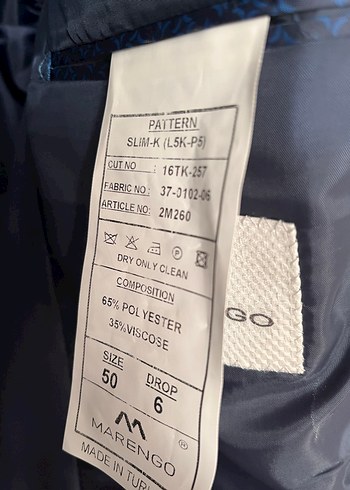 PATTERN
SLIM-K (L5K-P5)
CUT NO : 16TK-257
FABRIC NO : 37-0102-06
ARTICLE NO: 2M260
P
DRY ONLY CLEAN
COMPOSITION
65% POLYESTER
35%VISCOSE
SIZE DROP
50 6
MARENGO ®
MADE IN TUR
GO